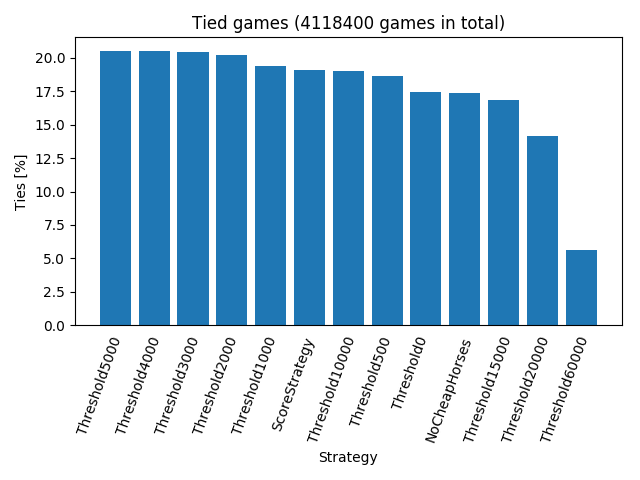 Tied games (4118400 games in total)
Ties [%]
20.0
17.5
15.0
12.5
10.0
7.5
5.0
2.5
0.0
Threshold5000
Threshold4000
Threshold3000
Threshold2000
Threshold1000
ScoreStrategy
Threshold10000
Threshold500
Threshold0
NoCheapHorses
Threshold15000
Threshold20000
Threshold60000
Strategy